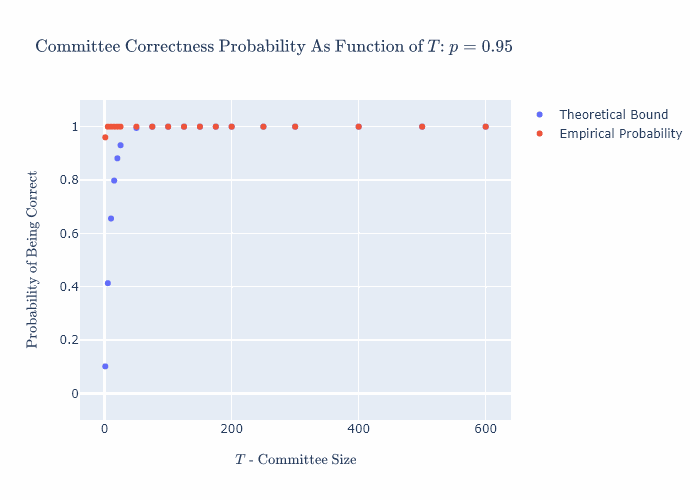 Committee Correctness Probability As Function of T: p = 0.95
Theoretical Bound
Empirical Probability
Probability of Being Correct
1
0.8
0.6
0.4
0.2
0
0 200 400 600
T - Committee Size